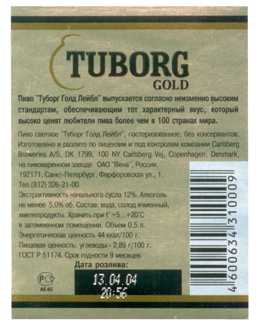 TUBORG
GOLD
Пиво "Туборг Голд Лейбл" выпускается согласно неизменно высоким
стандартам, обеспечивающим тот характерный вкус, который
высоко ценят любители пива более чем в 100 странах мира.
Пиво светлое "Туборг Голд Лейбл", пастеризованное, без консервантов.
Изготовлено и разлито по лицензии и под контролем Carlsberg
Breweries A/S, DK 1799, 100 NY Carlsberg Vej, Copenhagen, Denmark,
на пивоваренном заводе: ОАО "Вена", Россия,
192171, Санкт-Петербург, Фарфоровская ул., 1
Тел.(812) 326-21-00
Экстрактивность начального сусла 12%. Алкоголь
не менее 5,0% об. Состав: вода, солод ячменный,
хмелепродукты. Хранить при t° +5...+20°C
в затемненном помещении. Объем 0,5 л.
Энергетическая ценность 44 ккал/100 г.
Пищевая ценность: углеводы - 2,89 г/100 г.
ГОСТ Р 51174. Срок годности 9 месяцев
Дата розлива:
13.04.04
20:56
4 600634 310009